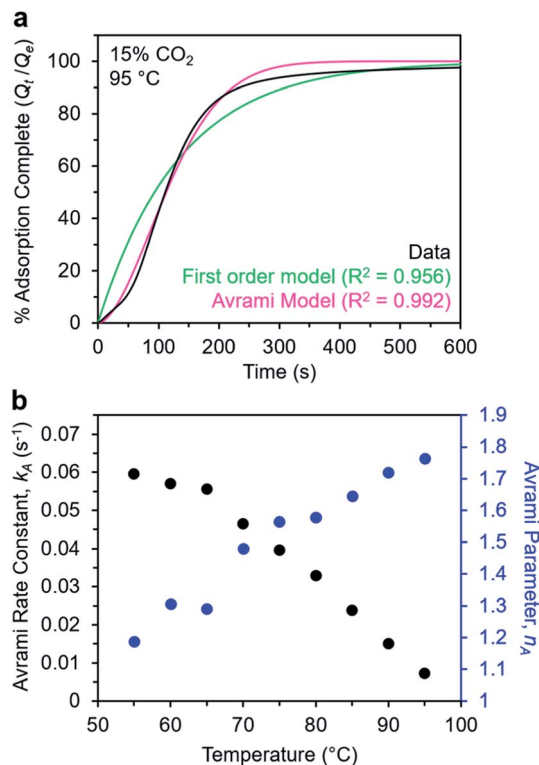 a
% Adsorption Complete (Qt/Qe)
100
80
60
40
20
0
15% CO2
95 °C
Data
First order model (R² = 0.956)
Avrami Model (R² = 0.992)
0 100 200 300 400 500 600
Time (s)
b
Avrami Rate Constant, kA (s⁻¹)
0.07
0.06
0.05
0.04
0.03
0.02
0.01
0
1.9
1.8
1.7
1.6
1.5
1.4
1.3
1.2
1.1
1
Avrami Parameter, nA
50 60 70 80 90 100
Temperature (°C)